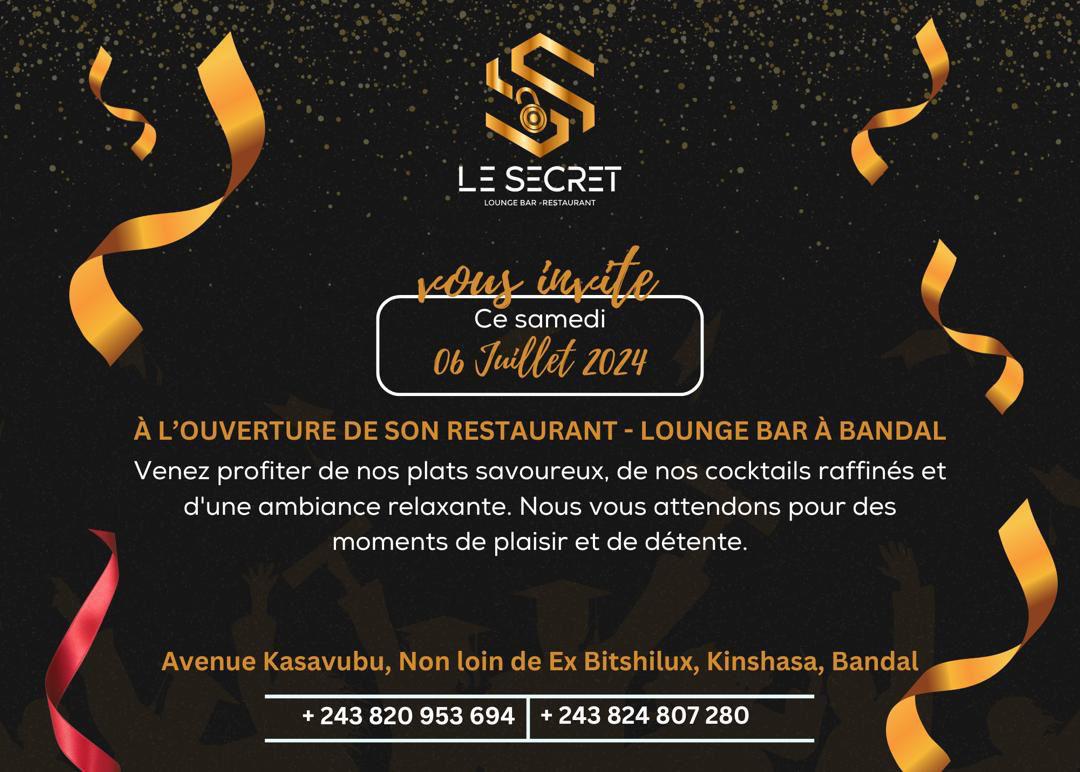 LE SECRET
LOUNGE BAR -RESTAURANT
vous invite
Ce samedi
06 Juillet 2024
À L’OUVERTURE DE SON RESTAURANT - LOUNGE BAR À BANDAL
Venez profiter de nos plats savoureux, de nos cocktails raffinés et
d'une ambiance relaxante. Nous vous attendons pour des
moments de plaisir et de détente.
Avenue Kasavubu, Non loin de Ex Bitshilux, Kinshasa, Bandal
+ 243 820 953 694 + 243 824 807 280